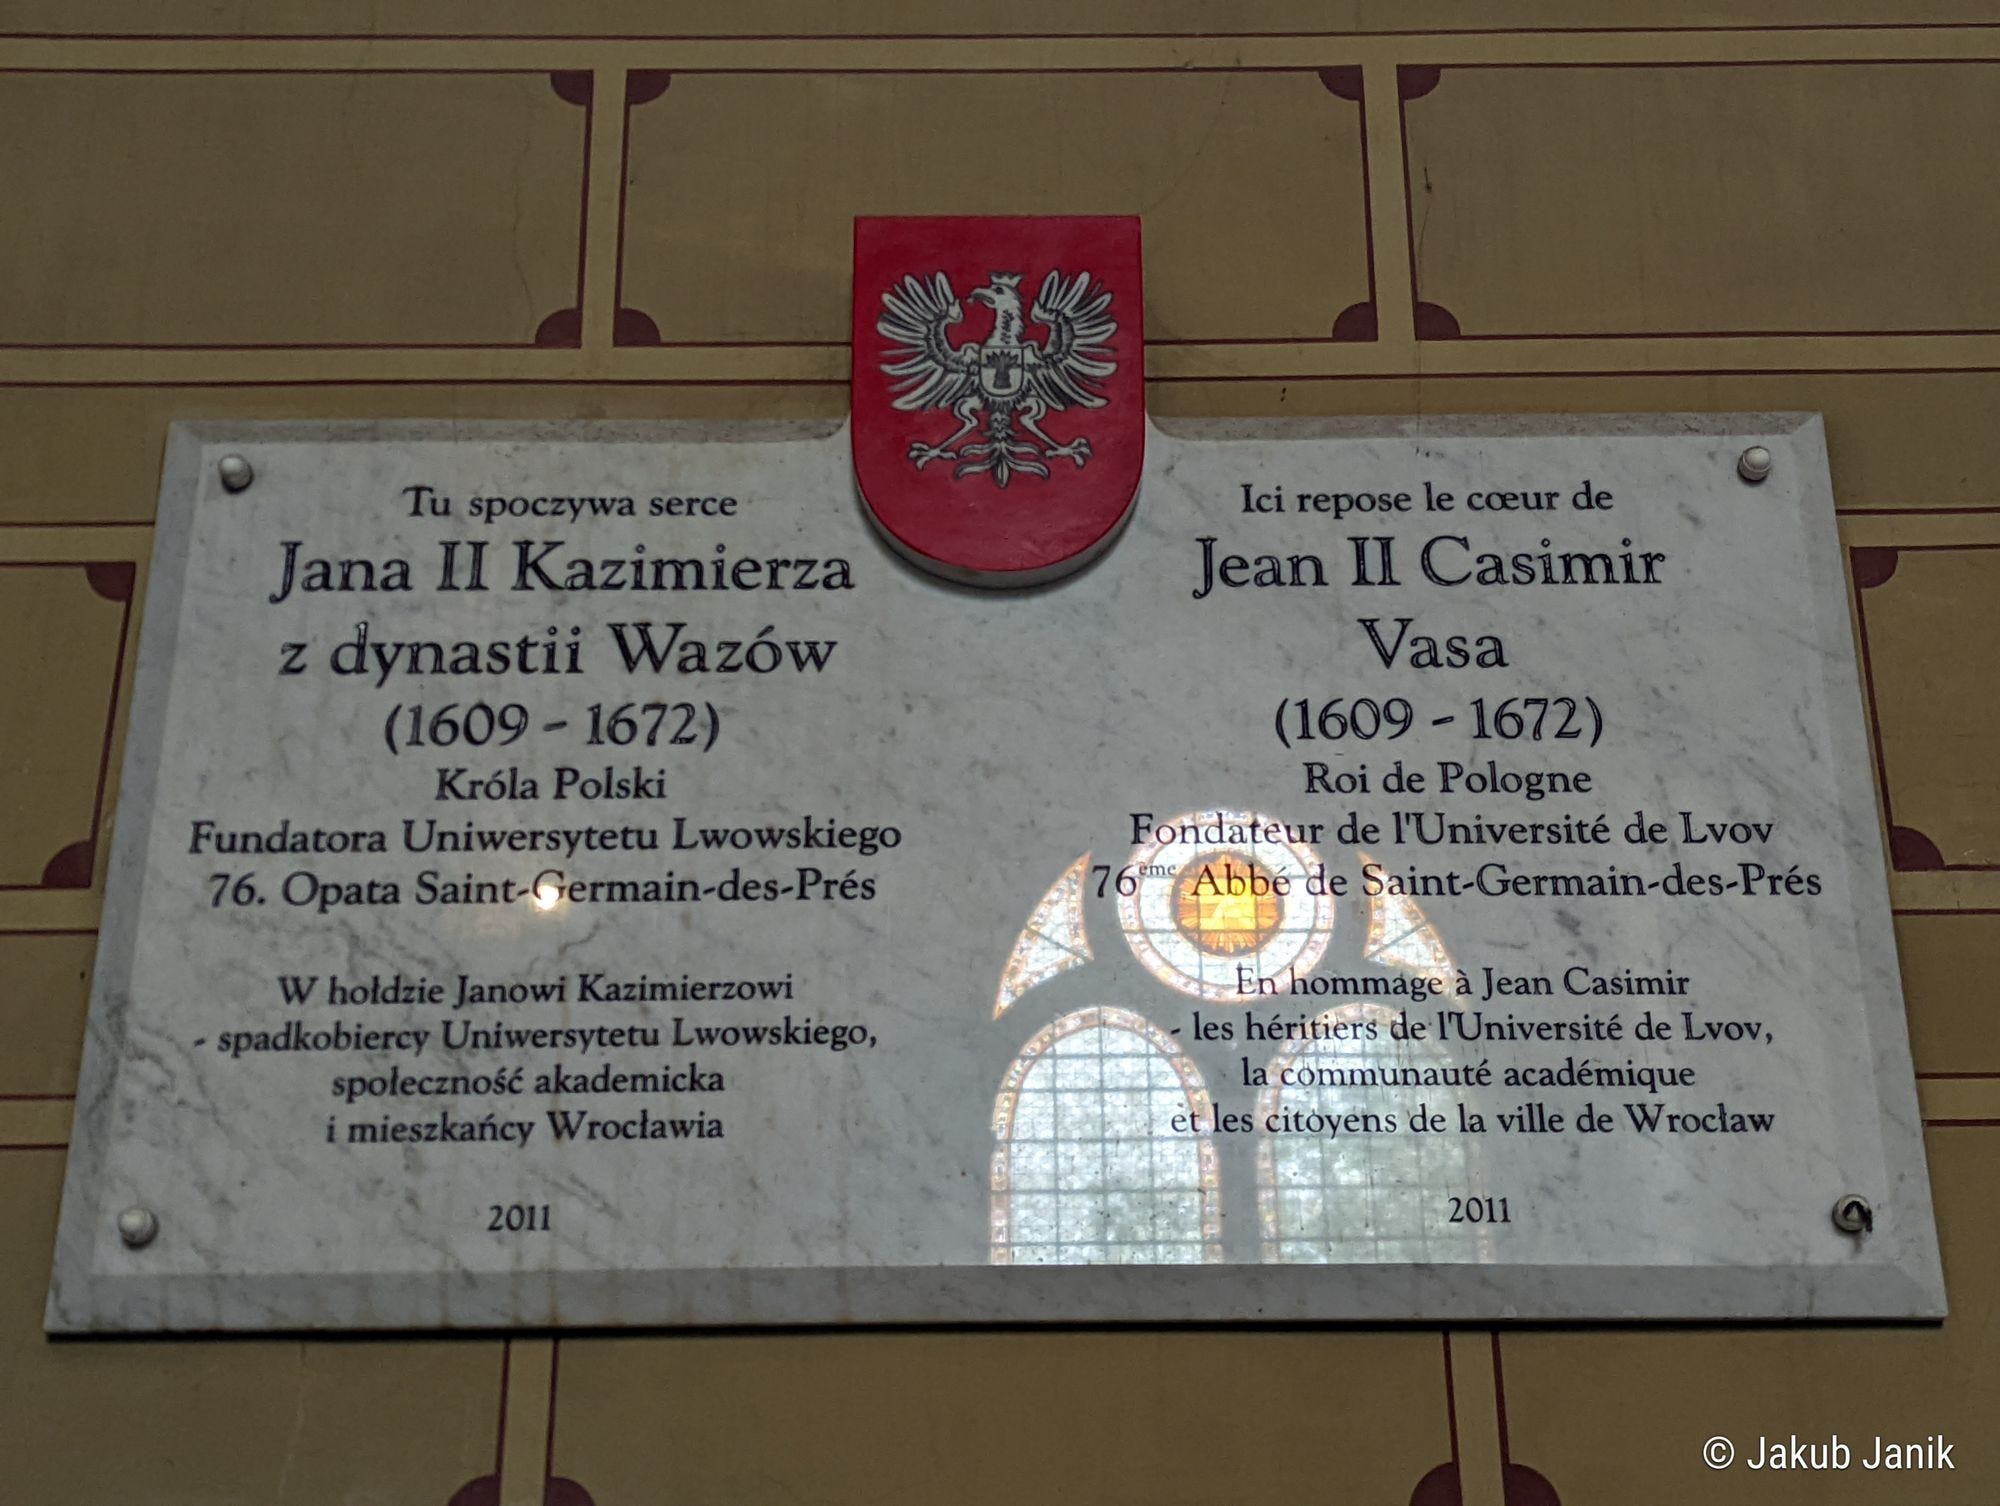 Tu spoczywa serce
Jana II Kazimierza
z dynastii Wazów
(1609 - 1672)
Króla Polski
Fundatora Uniwersytetu Lwowskiego
76. Opata Saint-Germain-des-Prés
W hołdzie Janowi Kazimierzowi
- spadkobiercy Uniwersytetu Lwowskiego,
społeczność akademicka
i mieszkańcy Wrocławia
2011
Ici repose le cœur de
Jean II Casimir
Vasa
(1609 - 1672)
Roi de Pologne
Fondateur de l'Université de Lvov
76ème Abbé de Saint-Germain-des-Prés
En hommage à Jean Casimir
- les héritiers de l'Université de Lvov,
la communauté académique
et les citoyens de la ville de Wrocław
2011
© Jakub Janik